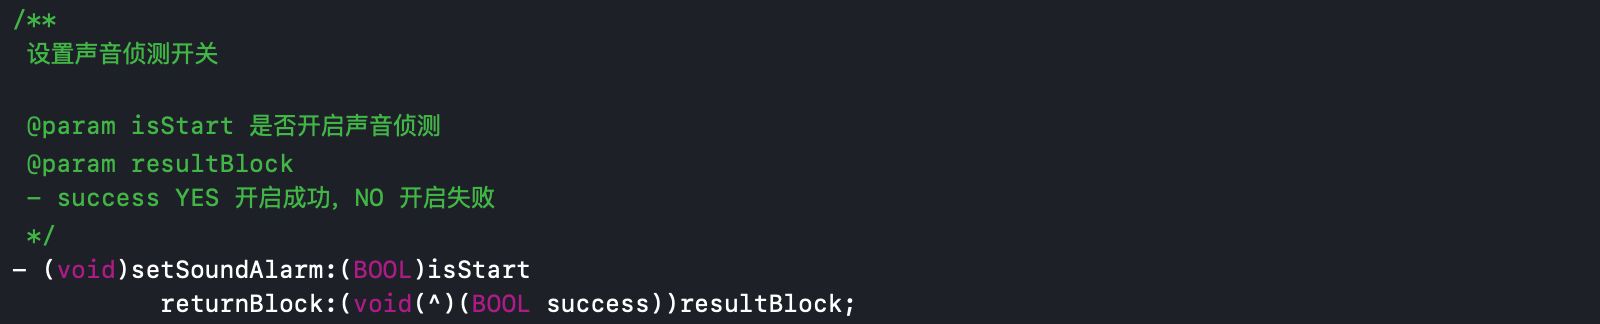 /**
设置声音侦测开关
@param isStart 是否开启声音侦测
@param resultBlock
- success YES 开启成功，NO 开启失败
*/
- (void)setSoundAlarm:(BOOL)isStart
returnBlock:(void(^)(BOOL success))resultBlock;